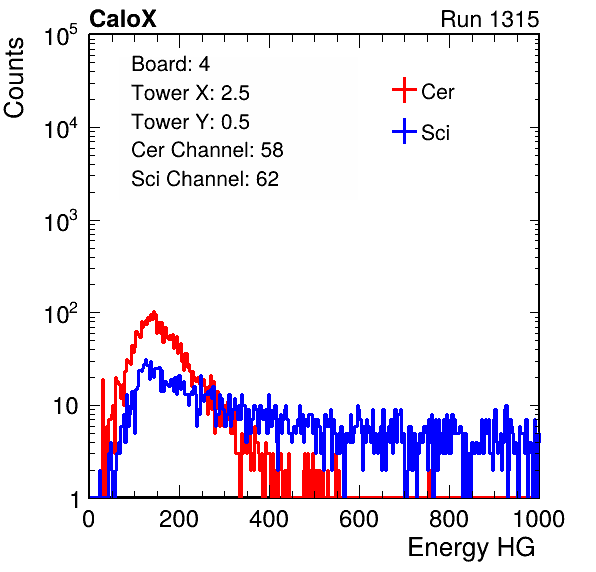 CaloX Run 1315
Counts
10^5
10^4
10^3
10^2
10
1
Board: 4
Tower X: 2.5
Tower Y: 0.5
Cer Channel: 58
Sci Channel: 62
Cer
Sci
0 200 400 600 800 1000
Energy HG